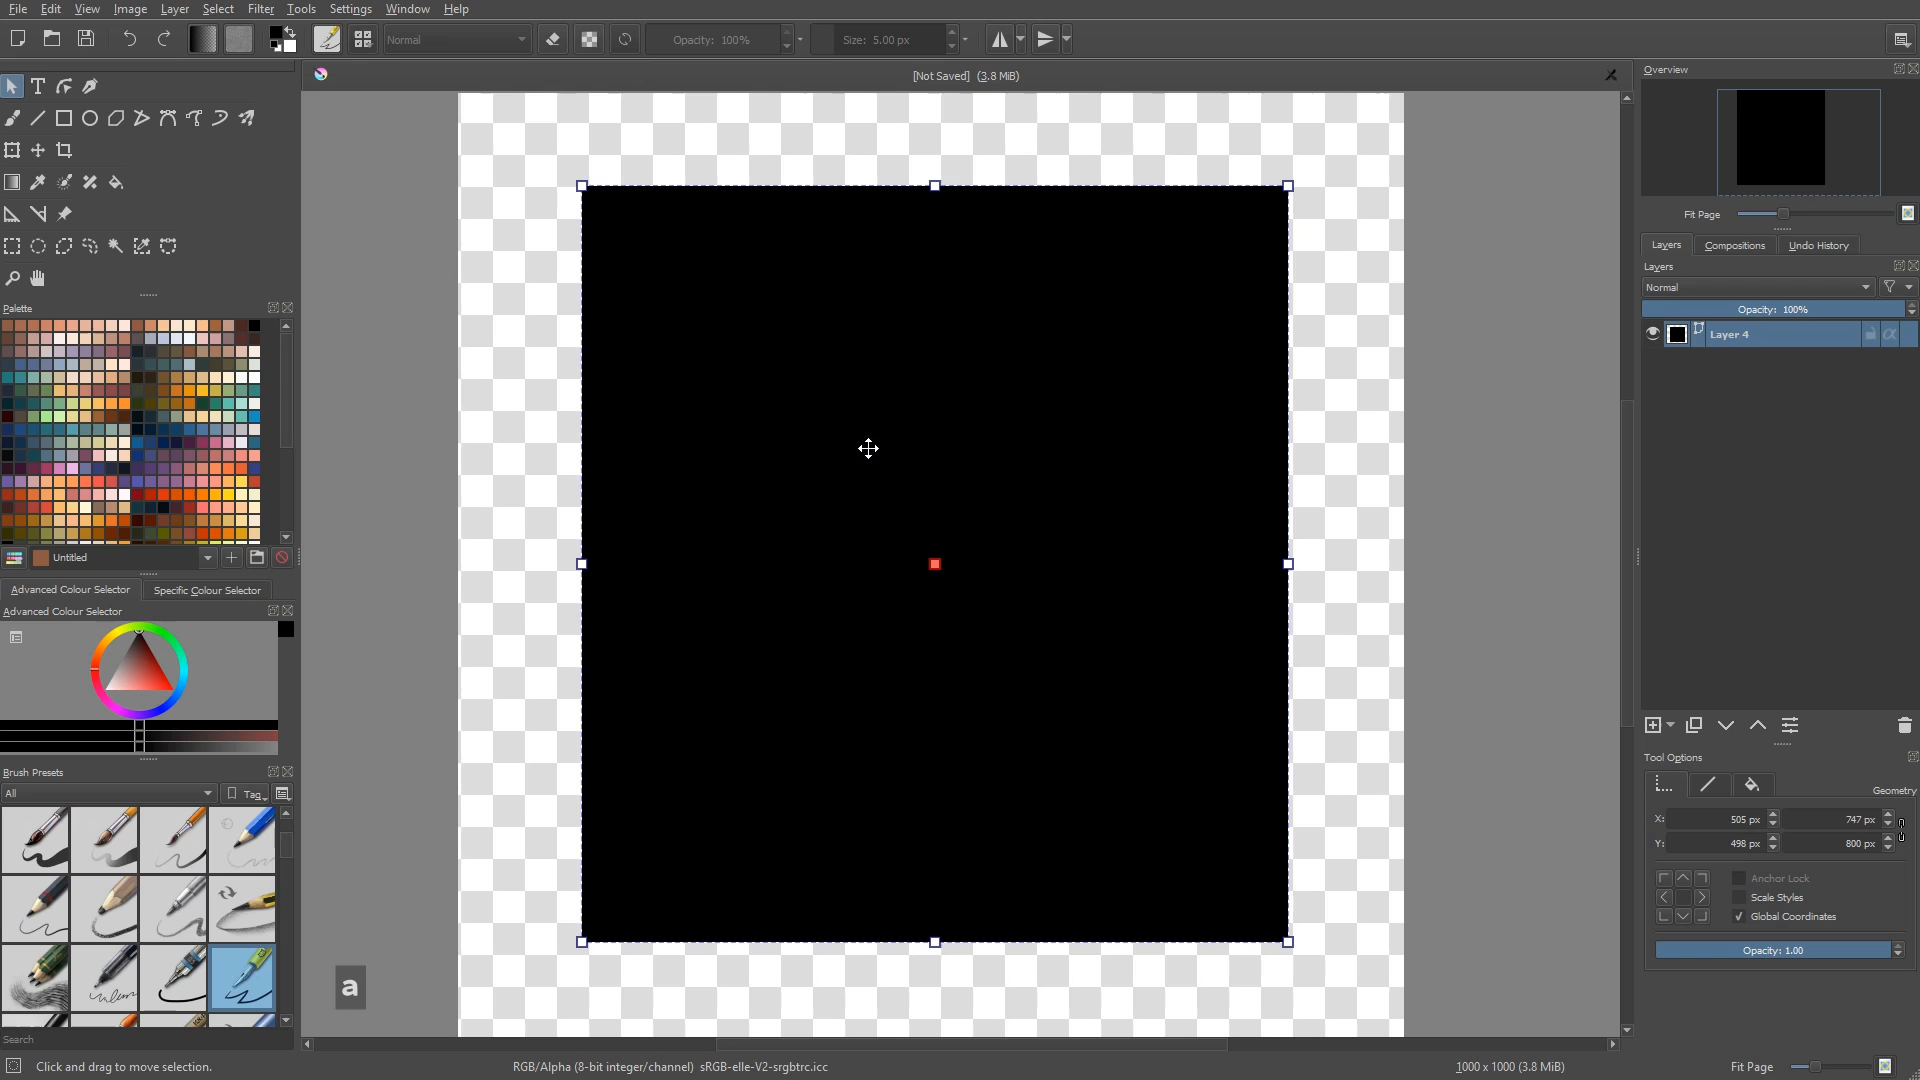 File Edit View Image Layer Select Filter Tools Settings Window Help
Normal
Opacity: 100%
Size: 5.00 px
[Not Saved] (3.8 MiB)
Overview
Fit Page
Layers Compositions Undo History
Layers
Normal
Opacity: 100%
Layer 4
Palette
Untitled
Advanced Colour Selector Specific Colour Selector
Advanced Colour Selector
Brush Presets
All
Tag
Search
a
Tool Options
Geometry
X: 505 px 747 px
Y: 498 px 800 px
Anchor Lock
Scale Styles
Global Coordinates
Opacity: 1.00
Click and drag to move selection.
RGB/Alpha (8-bit integer/channel) sRGB-elle-V2-srgbtrc.icc
1000 x 1000 (3.8 MiB)
Fit Page